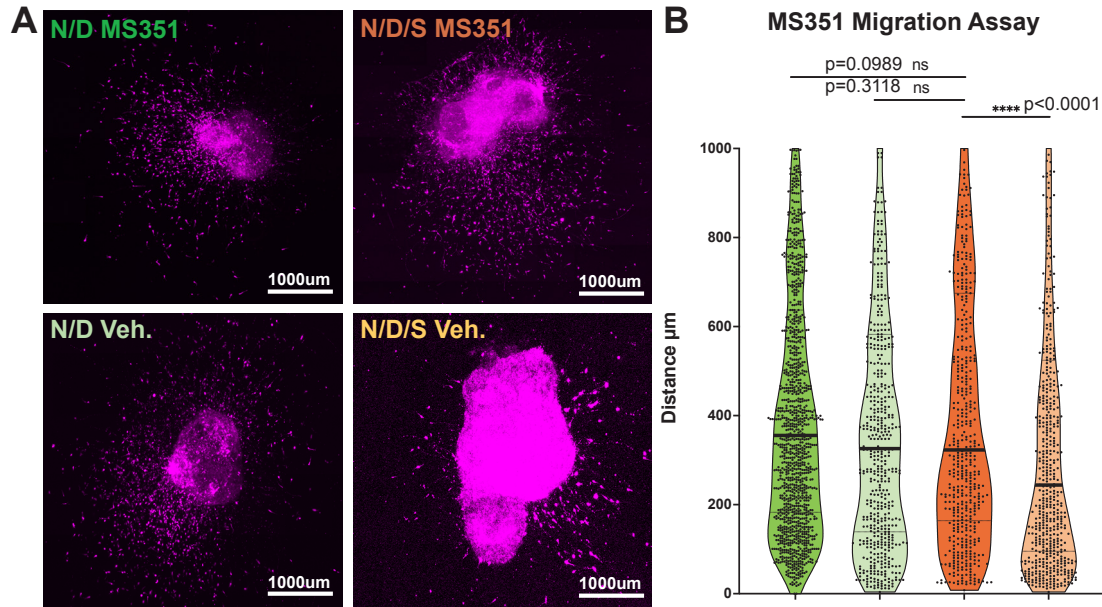 A
N/D MS351
N/D/S MS351
1000um
1000um
N/D Veh.
N/D/S Veh.
1000um
1000um
B
MS351 Migration Assay
p=0.0989 ns
p=0.3118 ns
**** p<0.0001
Distance µm
1000
800
600
400
200
0